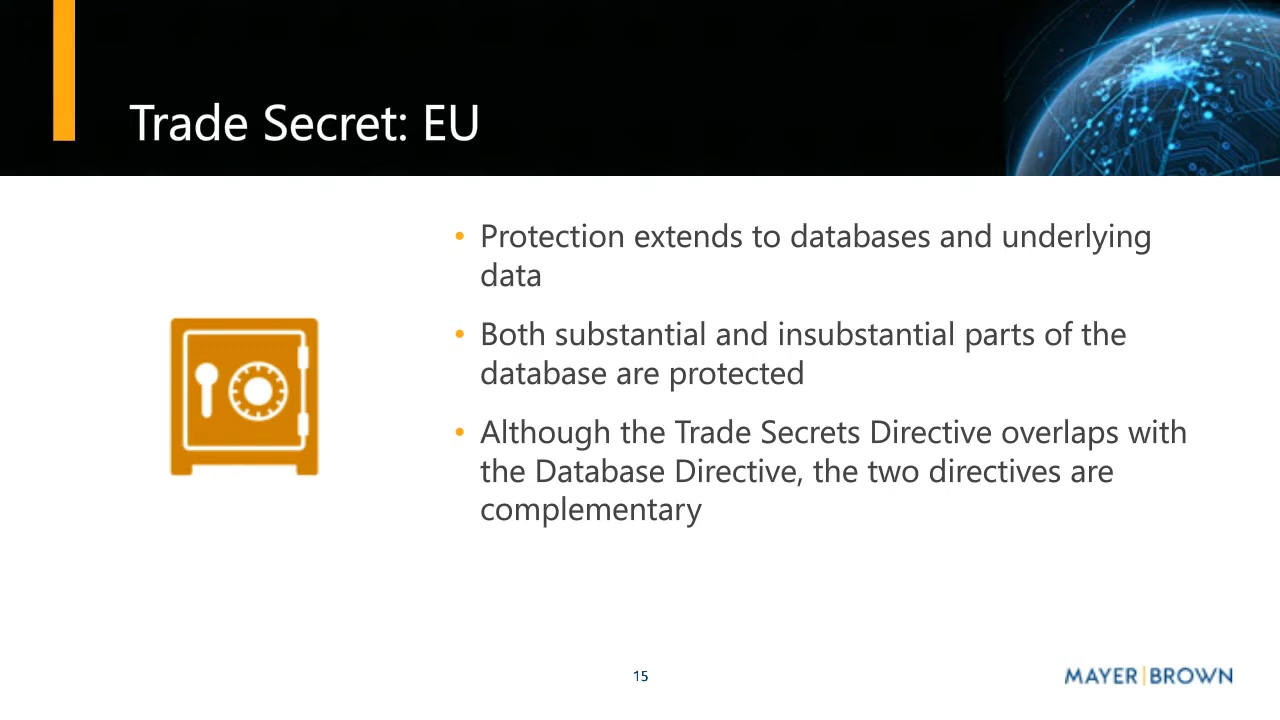 Trade Secret: EU
• Protection extends to databases and underlying
data
• Both substantial and insubstantial parts of the
database are protected
• Although the Trade Secrets Directive overlaps with
the Database Directive, the two directives are
complementary
15
MAYER|BROWN